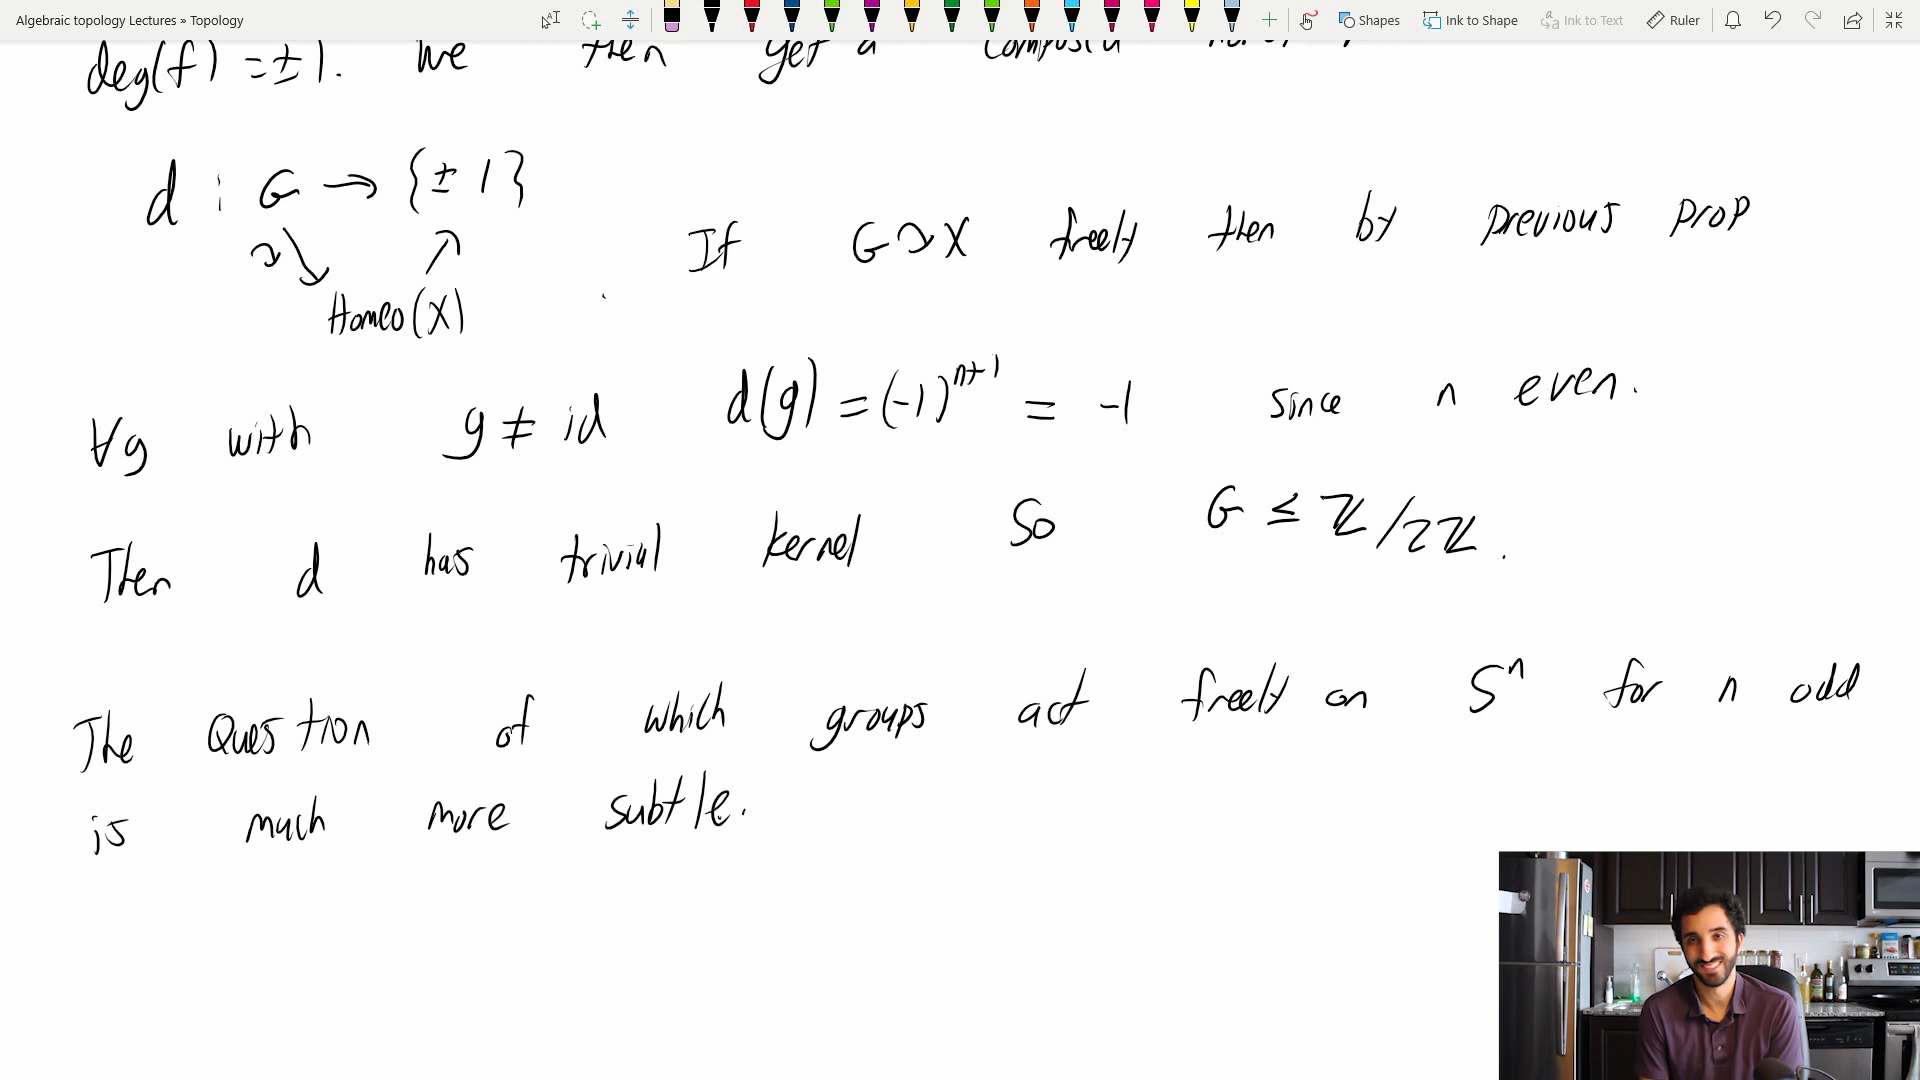 Algebraic topology Lectures » Topology
Shapes Ink to Shape Ink to Text Ruler
deg(f) = ±1. We then get a
d : G → {±1}
Homeo(X)
If G ↷ X freely then by previous prop
∀g with g ≠ id d(g) = (-1)^{n+1} = -1 since n even.
Then d has trivial kernel So G ≤ ℤ/2ℤ.
The Question of which groups act freely on Sⁿ for n odd
is much more subtle.